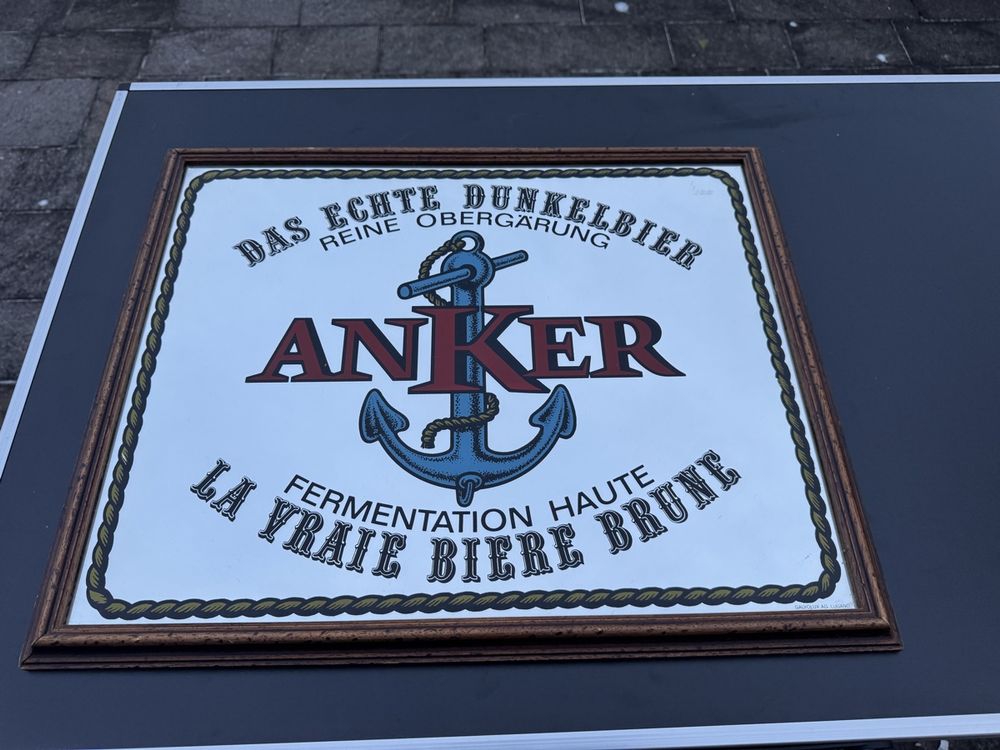 DAS ECHTE DUNKELBIER
REINE OBERGÄRUNG
ANKER
FERMENTATION HAUTE
LA VRAIE BIERE BRUNE